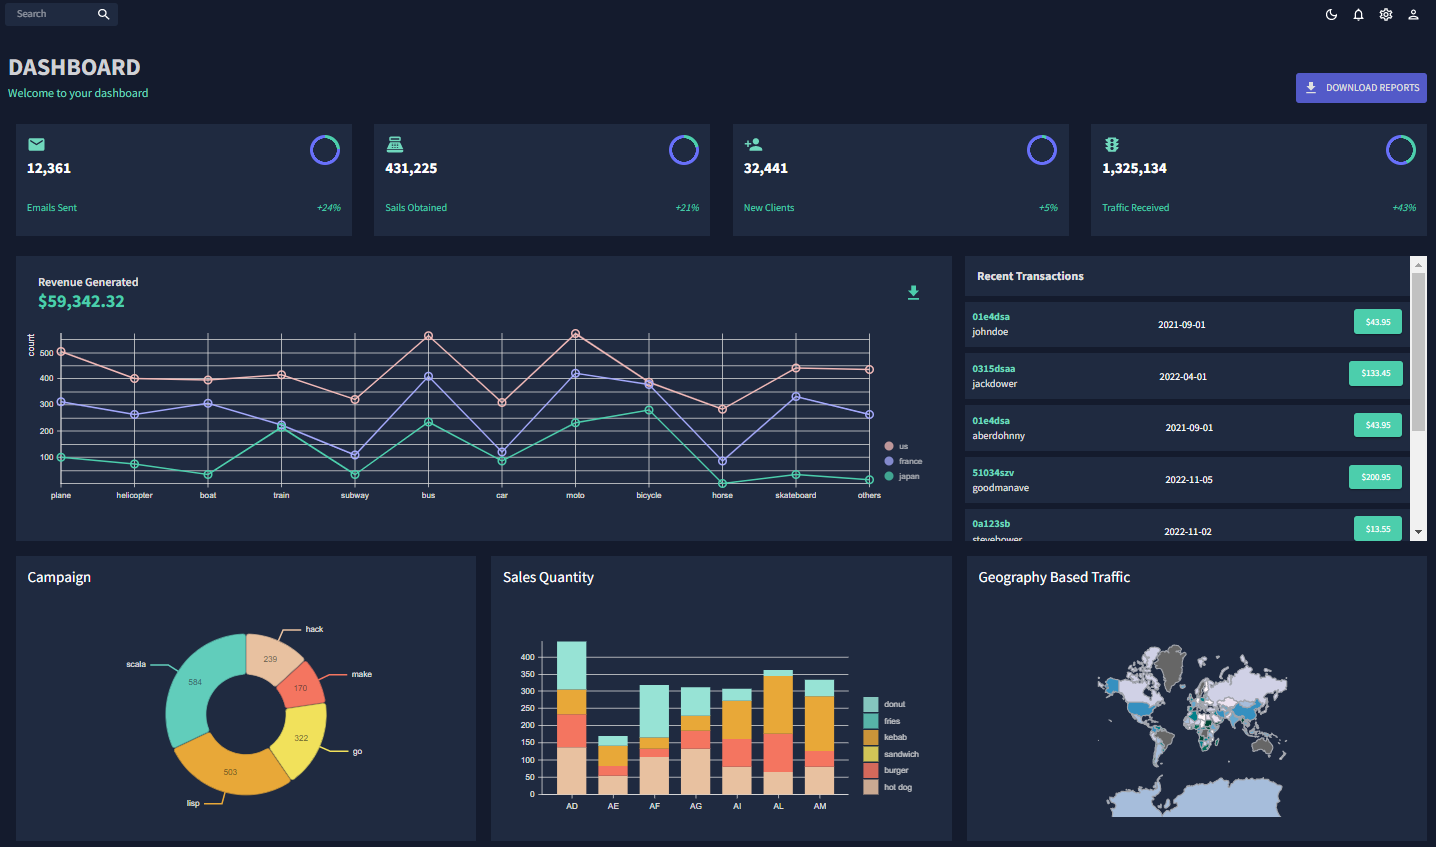 Search
DASHBOARD
Welcome to your dashboard
DOWNLOAD REPORTS
12,361
Emails Sent
+24%
431,225
Sails Obtained
+21%
32,441
New Clients
+5%
1,325,134
Traffic Received
+43%
Revenue Generated
$59,342.32
count
500
400
300
200
100
plane helicopter boat train subway bus car moto bicycle horse skateboard others
us
france
japan
Recent Transactions
01e4dsa
johndoe
2021-09-01
$43.95
0315dsaa
jackdower
2022-04-01
$133.45
01e4dsa
aberdohnny
2021-09-01
$43.95
51034szv
goodmanave
2022-11-05
$200.95
0a123sb
stevebower
2022-11-02
$13.55
Campaign
hack
239
make
170
go
322
lisp
503
scala
584
Sales Quantity
400
350
300
250
200
150
100
50
0
AD AE AF AG AI AL AM
donut
fries
kebab
sandwich
burger
hot dog
Geography Based Traffic